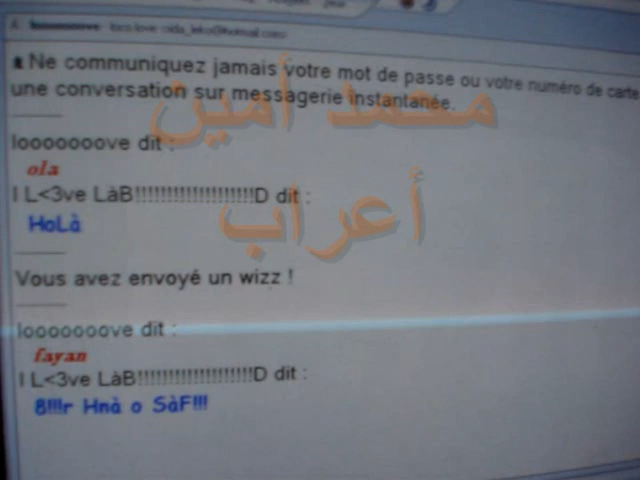 looooooove
Ne communiquez jamais votre mot de passe ou votre numéro de carte
une conversation sur messagerie instantanée.
محمد أمين
looooooove dit :
ola
I L<3ve LàB!!!!!!!!!!!!!!!!!!!!D dit :
HoLà
أعراب
Vous avez envoyé un wizz !
looooooove dit :
fayan
I L<3ve LàB!!!!!!!!!!!!!!!!!!!!D dit :
8!!!r Hnà o SàF!!!